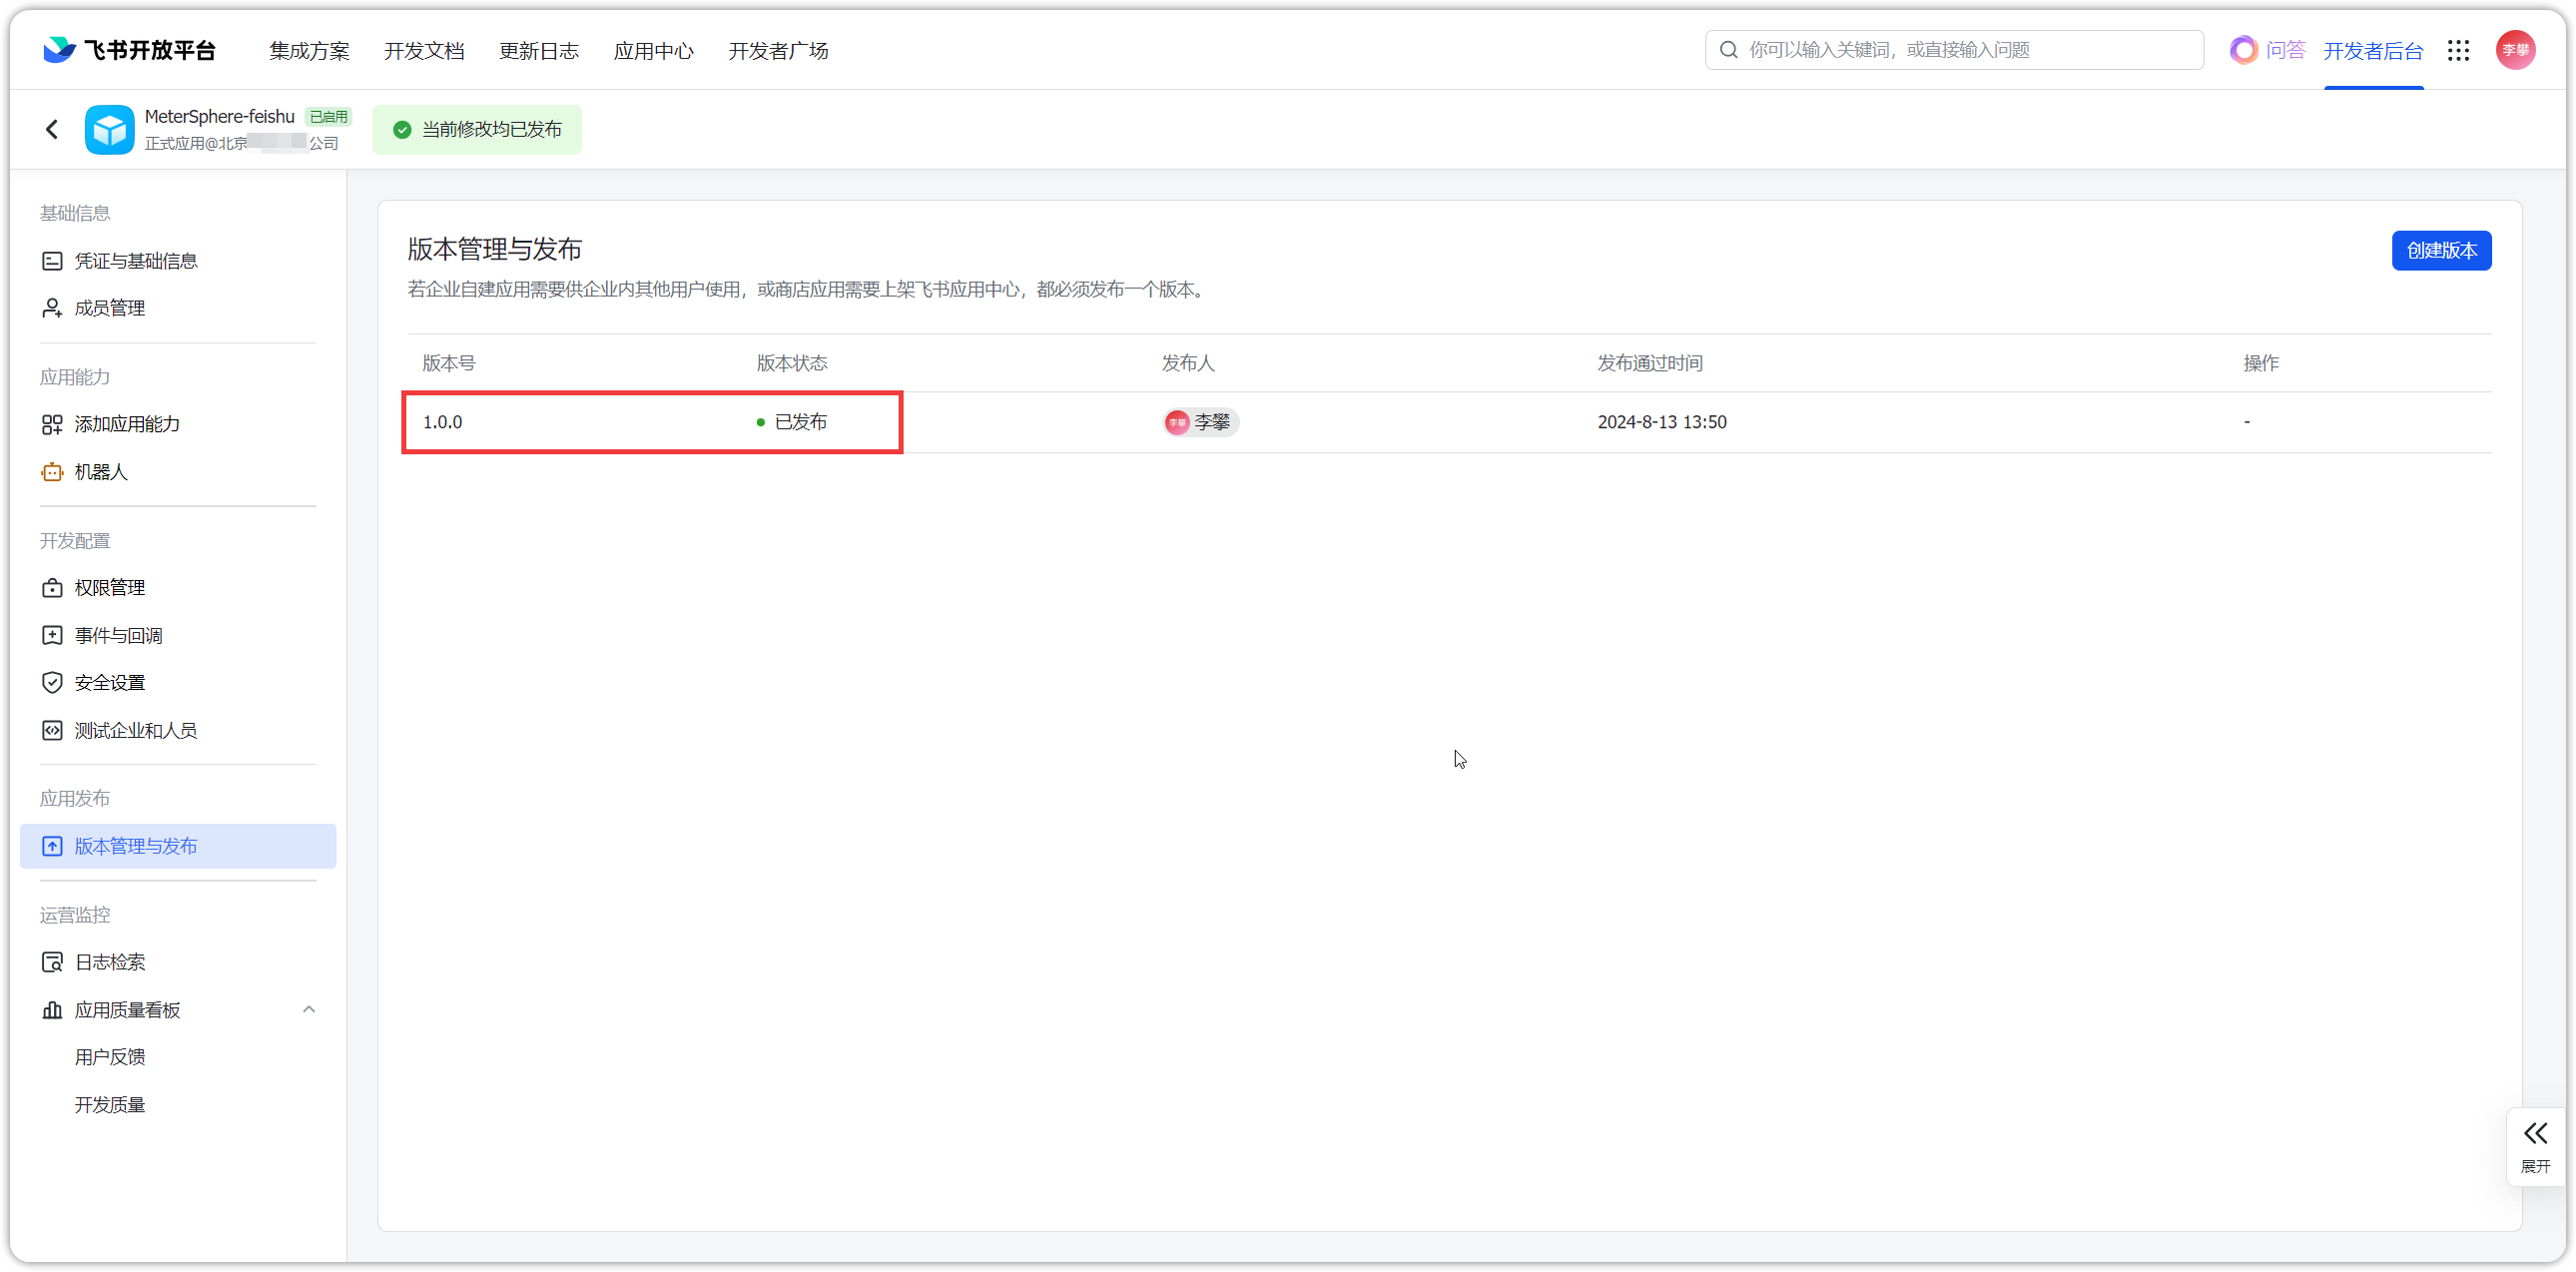 飞书开放平台 集成方案 开发文档 更新日志 应用中心 开发者广场 你可以输入关键词，或直接输入问题 问答 开发者后台 李攀
MeterSphere-feishu 已启用
正式应用@北京 公司
当前修改均已发布
基础信息
凭证与基础信息
成员管理
应用能力
添加应用能力
机器人
开发配置
权限管理
事件与回调
安全设置
测试企业和人员
应用发布
版本管理与发布
运营监控
日志检索
应用质量看板
用户反馈
开发质量
版本管理与发布
创建版本
若企业自建应用需要供企业内其他用户使用，或商店应用需要上架飞书应用中心，都必须发布一个版本。
版本号 版本状态 发布人 发布通过时间 操作
1.0.0 已发布 李攀 李攀 2024-8-13 13:50 -
展开